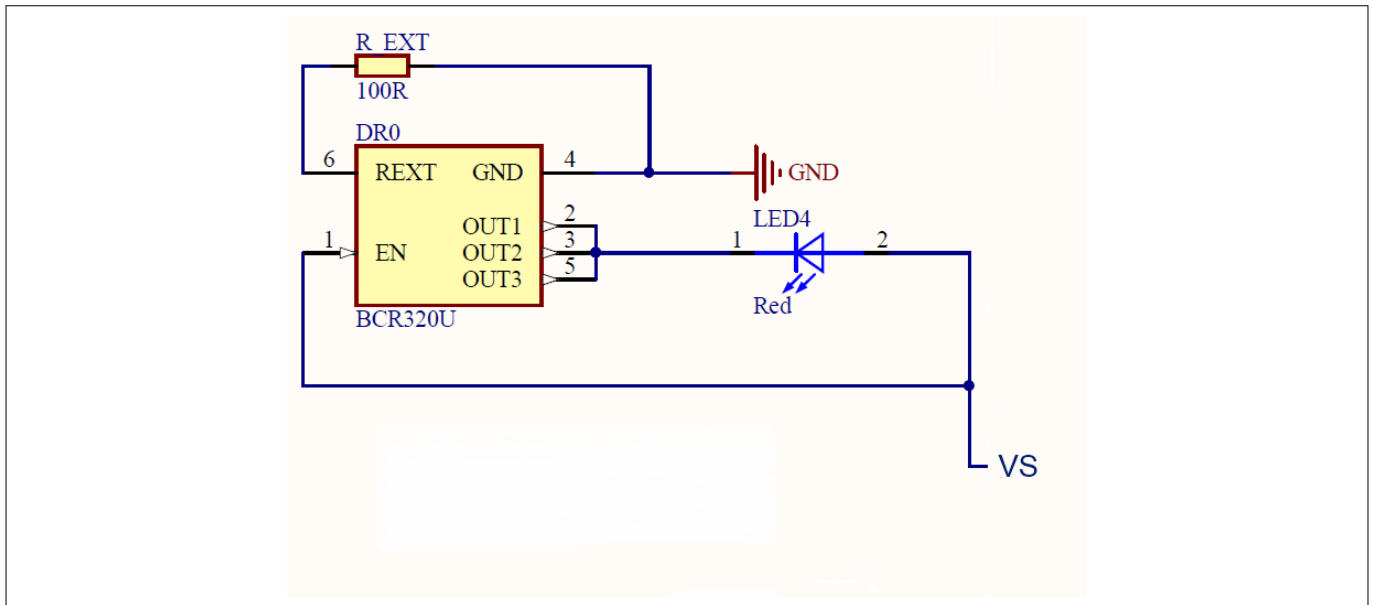 R_EXT
100R
DR0
6 REXT GND 4
GND
OUT1 2
1 EN OUT2 3
OUT3 5
BCR320U
LED4
1 2
Red
VS